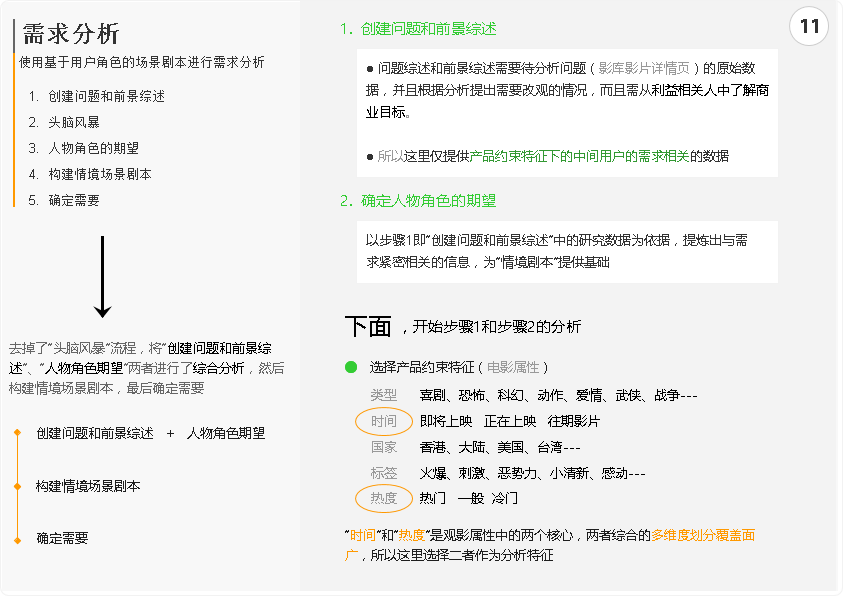 需求分析
使用基于用户角色的场景剧本进行需求分析
1. 创建问题和前景综述
2. 头脑风暴
3. 人物角色的期望
4. 构建情境场景剧本
5. 确定需要
去掉了"头脑风暴"流程，将"创建问题和前景综
述"、"人物角色期望"两者进行了综合分析，然后
构建情境场景剧本，最后确定需要
创建问题和前景综述 + 人物角色期望
构建情境场景剧本
确定需要
11
1. 创建问题和前景综述
● 问题综述和前景综述需要待分析问题（影库影片详情页）的原始数
据，并且根据分析提出需要改观的情况，而且需从利益相关人中了解商
业目标。
● 所以这里仅提供产品约束特征下的中间用户的需求相关的数据
2. 确定人物角色的期望
以步骤1即"创建问题和前景综述"中的研究数据为依据，提炼出与需
求紧密相关的信息，为"情境剧本"提供基础
下面，开始步骤1和步骤2的分析
选择产品约束特征（电影属性）
类型 喜剧、恐怖、科幻、动作、爱情、武侠、战争---
时间 即将上映 正在上映 往期影片
国家 香港、大陆、美国、台湾---
标签 火爆、刺激、恶势力、小清新、感动---
热度 热门 一般 冷门
"时间"和"热度"是观影属性中的两个核心，两者综合的多维度划分覆盖面
广，所以这里选择二者作为分析特征